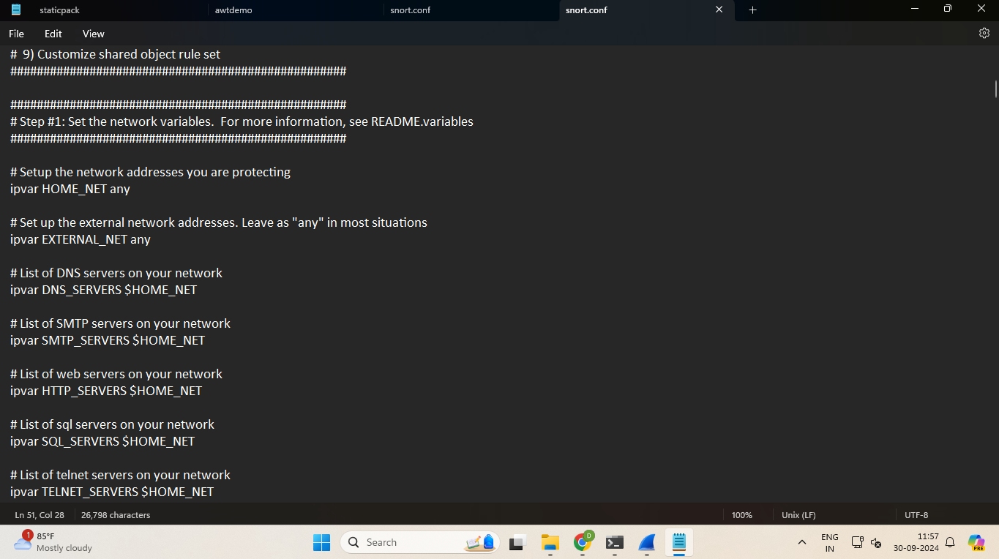 staticpack
awtdemo
snort.conf
snort.conf
File
Edit
View
# 9) Customize shared object rule set
###################################################
###################################################
# Step #1: Set the network variables.  For more information, see README.variables
###################################################
# Setup the network addresses you are protecting
ipvar HOME_NET any
# Set up the external network addresses. Leave as "any" in most situations
ipvar EXTERNAL_NET any
# List of DNS servers on your network
ipvar DNS_SERVERS $HOME_NET
# List of SMTP servers on your network
ipvar SMTP_SERVERS $HOME_NET
# List of web servers on your network
ipvar HTTP_SERVERS $HOME_NET
# List of sql servers on your network
ipvar SQL_SERVERS $HOME_NET
# List of telnet servers on your network
ipvar TELNET_SERVERS $HOME_NET
Ln 51, Col 28
26,798 characters
100%
Unix (LF)
UTF-8
1
85°F
Mostly cloudy
Search
D
ENG
IN
11:57
30-09-2024
PRE